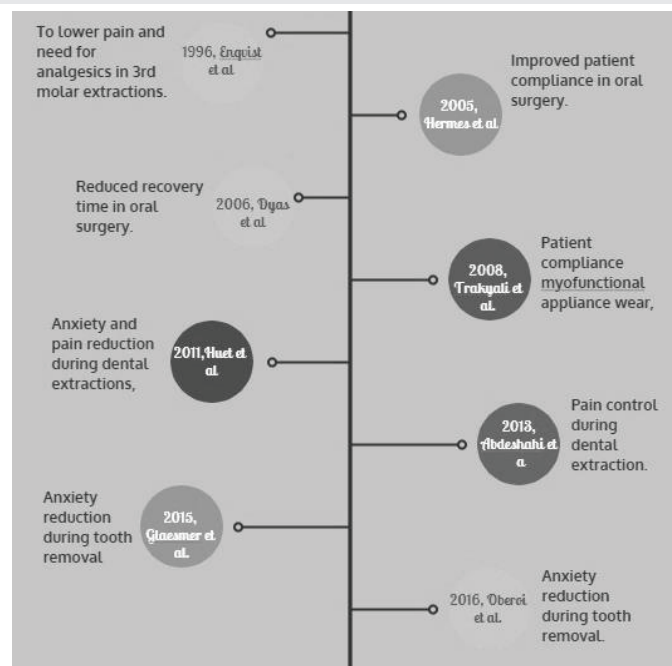 To lower pain and
need for
analgesics in 3rd
molar extractions.
1996, Enqvist
et al
Improved patient
compliance in oral
surgery.
2005,
Hermes et al
Reduced recovery
time in oral
surgery.
2006, Dyas
et al
Patient
compliance
myofunctional
appliance wear,
2008,
Trakyali et
al.
Anxiety and
pain reduction
during dental
extractions,
2011,Huet et
al
Pain control
during
dental
extraction.
2013,
Abdeshahi et
a
Anxiety
reduction
during tooth
removal
2015,
Glaesmer et
al.
Anxiety
reduction
during tooth
removal.
2016, Oberoi
et al.